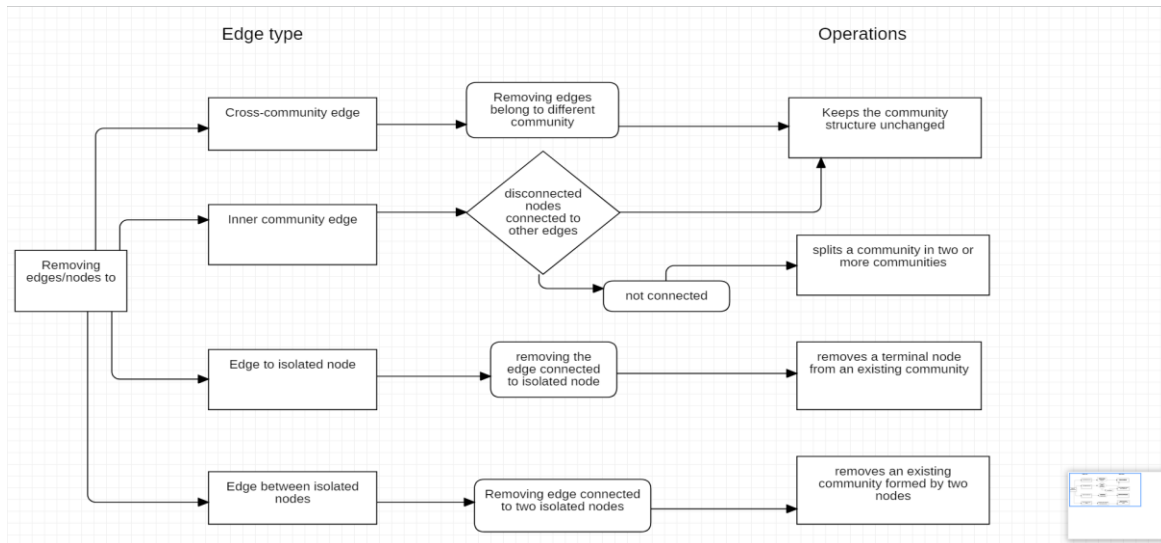 Edge type
Operations
Cross-community edge
Removing edges
belong to different
community
Keeps the community
structure unchanged
Inner community edge
disconnected
nodes
connected to
other edges
splits a community in two or
more communities
Removing
edges/nodes to
not connected
Edge to isolated node
removing the
edge connected
to isolated node
removes a terminal node
from an existing community
Edge between isolated
nodes
Removing edge connected
to two isolated nodes
removes an existing
community formed by two
nodes